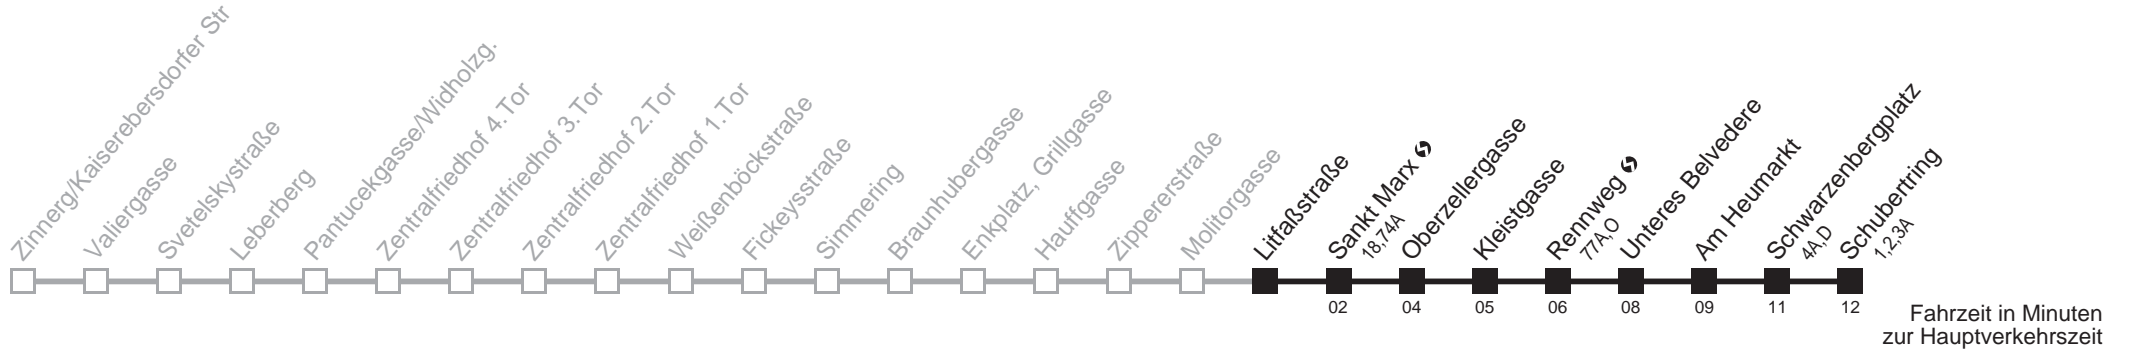 Zinnerg/Kaiserebersdorfer Str
Valiergasse
Svetelskystraße
Leberberg
Pantucekgasse/Widholzg.
Zentralfriedhof 4. Tor
Zentralfriedhof 3. Tor
Zentralfriedhof 2. Tor
Zentralfriedhof 1. Tor
Weißenböckstraße
Fickeysstraße
Simmering
Braunhubergasse
Enkplatz, Grillgasse
Hauffgasse
Zippererstraße
Molitorgasse
Litfaßstraße
Sankt Marx
18,74A
Oberzellergasse
Kleistgasse
Rennweg
77A,O
Unteres Belvedere
Am Heumarkt
Schwarzenbergplatz
4A,D
Schubertring
1,2,3A
02 04 05 06 08 09 11 12
Fahrzeit in Minuten
zur Hauptverkehrszeit